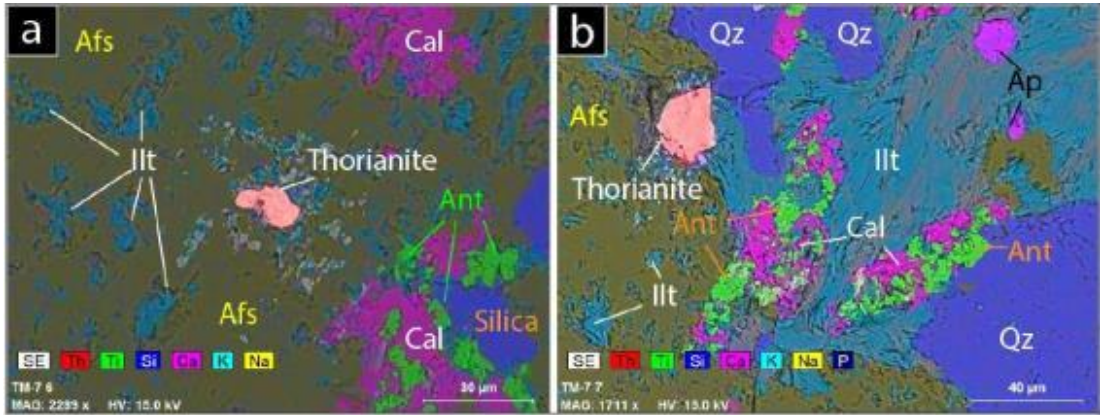 a
Afs
Cal
Ilt
Thorianite
Ant
Afs
Silica
Cal
SE Th Ti Si Ca K Na
TM-7 6
MAG: 2289 x HV: 15.0 kV
30 µm
b
Qz
Qz
Ap
Afs
Ilt
Thorianite
Ant
Cal
Ant
Ilt
Qz
SE Th Ti Si Ca K Na P
TM-7 7
MAG: 1711 x HV: 15.0 kV
40 µm